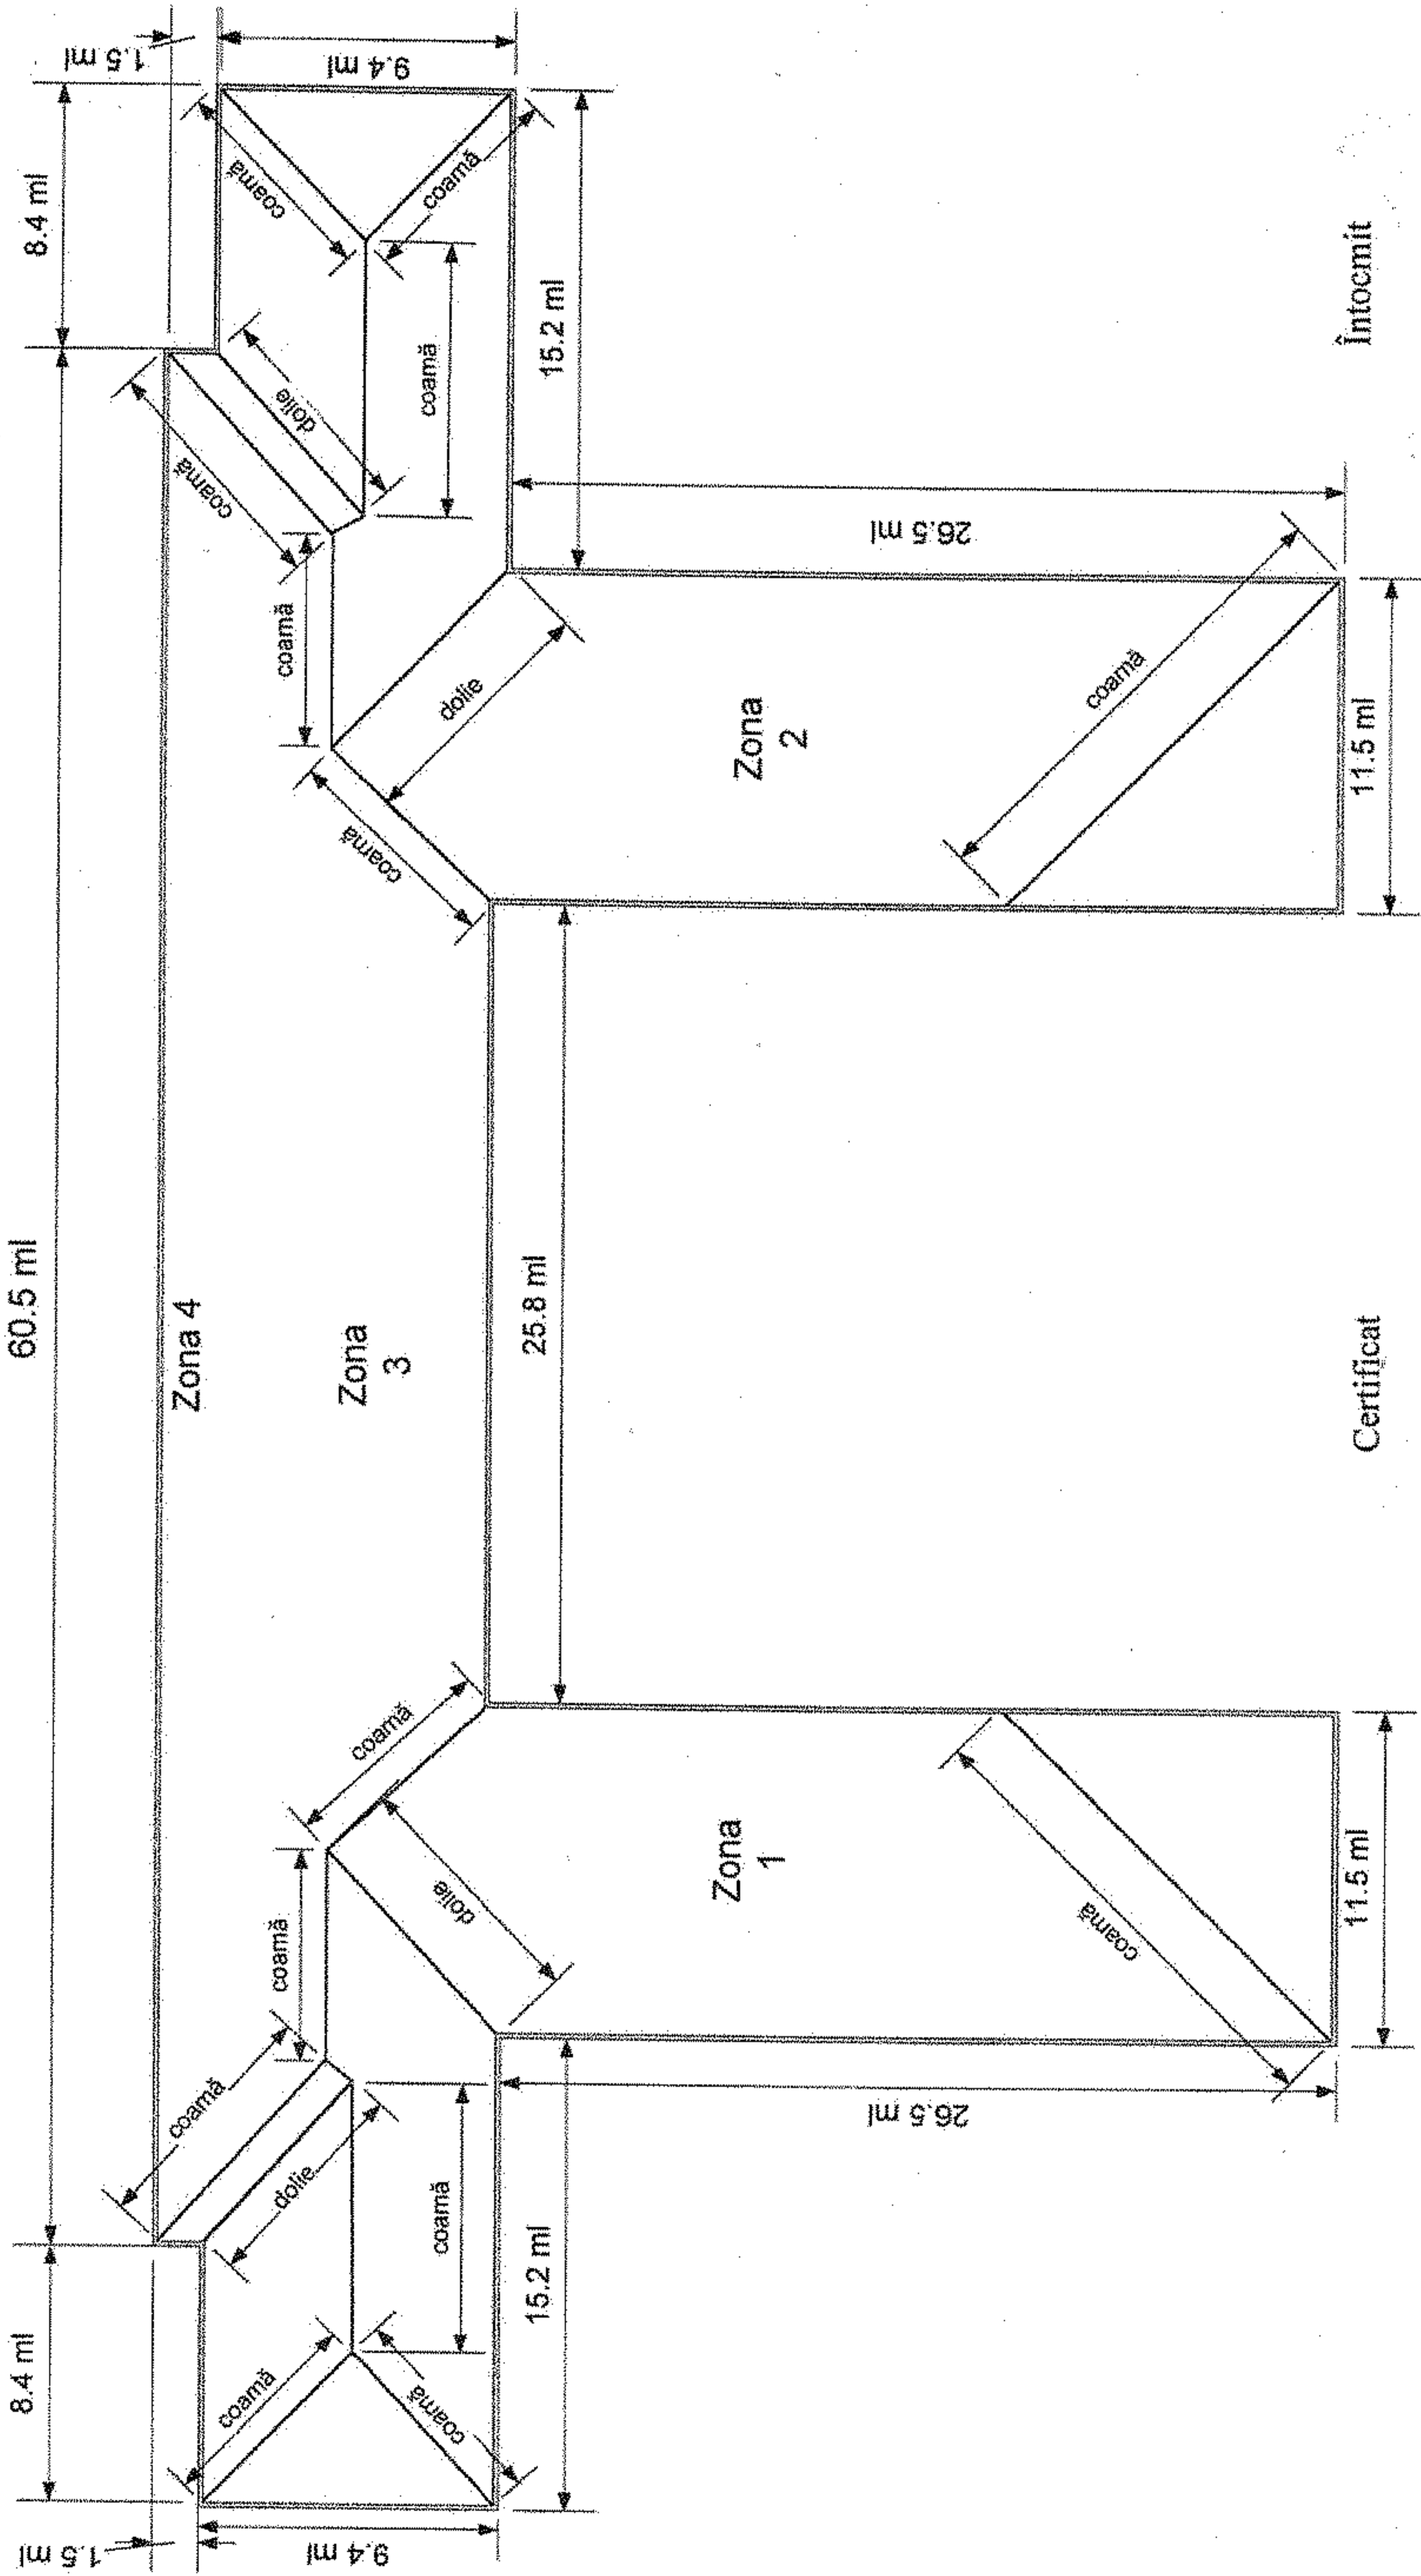 60.5 ml
8.4 ml
8.4 ml
1.5 ml
1.5 ml
9.4 ml
9.4 ml
Zona 4
Zona
3
coamă
coamă
coamă
dolie
coamă
coamă
coamă
dolie
coamă
coamă
dolie
coamă
coamă
coamă
dolie
coamă
15.2 ml
25.8 ml
15.2 ml
26.5 ml
26.5 ml
Zona
1
Zona
2
coamă
coamă
11.5 ml
11.5 ml
Certificat
Întocmit